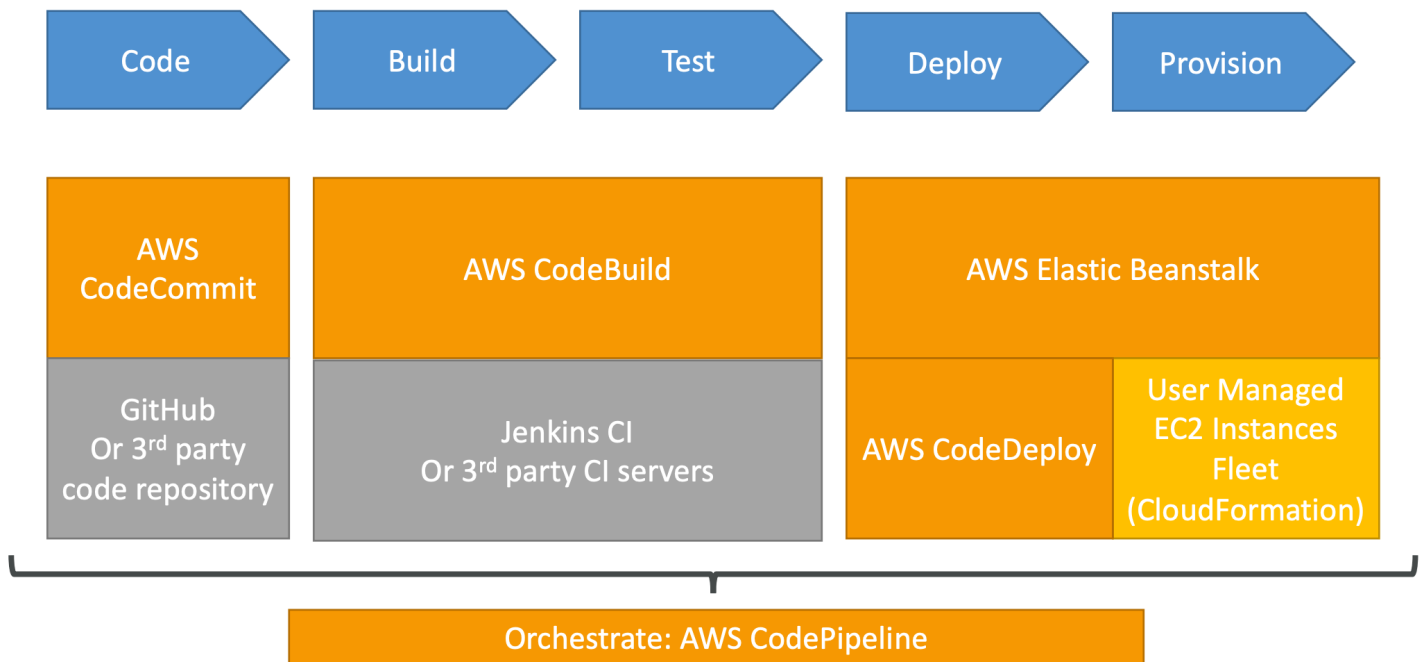 Code
Build
Test
Deploy
Provision
AWS
CodeCommit
AWS CodeBuild
AWS Elastic Beanstalk
GitHub
Or 3rd party
code repository
Jenkins CI
Or 3rd party CI servers
AWS CodeDeploy
User Managed
EC2 Instances
Fleet
(CloudFormation)
Orchestrate: AWS CodePipeline